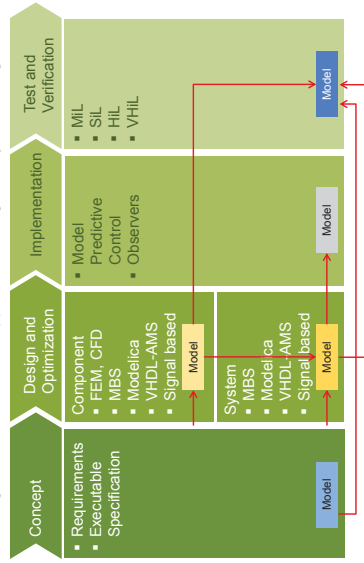 Concept
Requirements
Executable
Specification
Model
Design and
Optimization
Component
FEM, CFD
MBS
Modelica
VHDL-AMS
Signal based
Model
System
MBS
Modelica
VHDL-AMS
Signal based
Model
Implementation
Model
Predictive
Control
Observers
Model
Test and
Verification
MiL
SiL
HiL
VHiL
Model